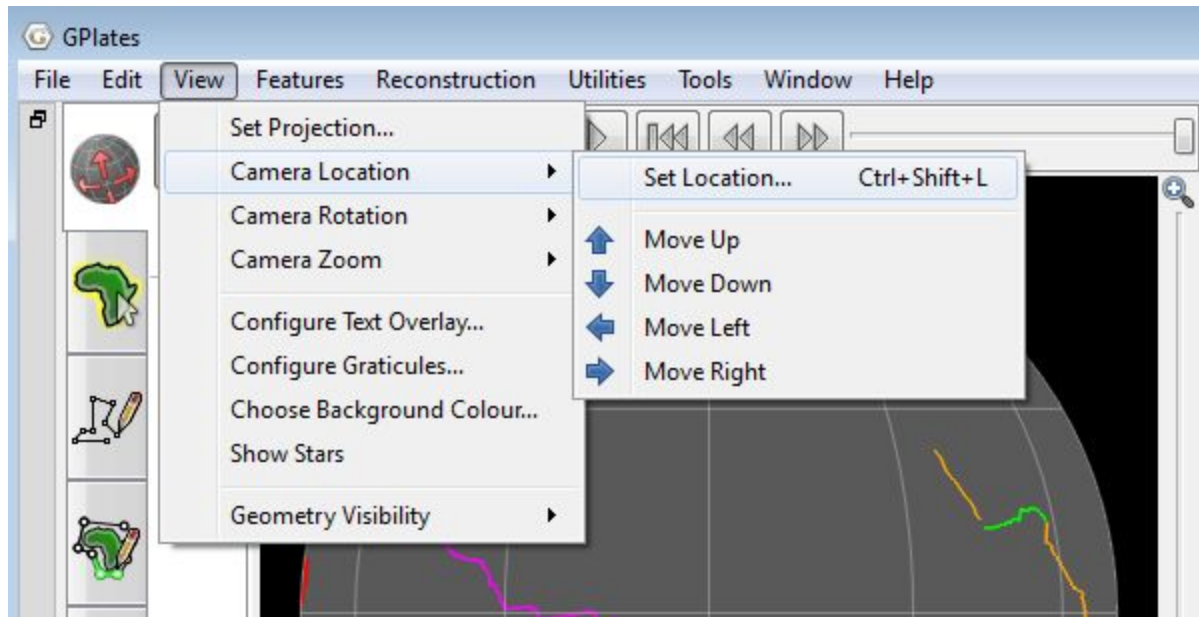 GPlates
File Edit View Features Reconstruction Utilities Tools Window Help
Set Projection...
Camera Location
Camera Rotation
Camera Zoom
Configure Text Overlay...
Configure Graticules...
Choose Background Colour...
Show Stars
Geometry Visibility
Set Location... Ctrl+Shift+L
Move Up
Move Down
Move Left
Move Right